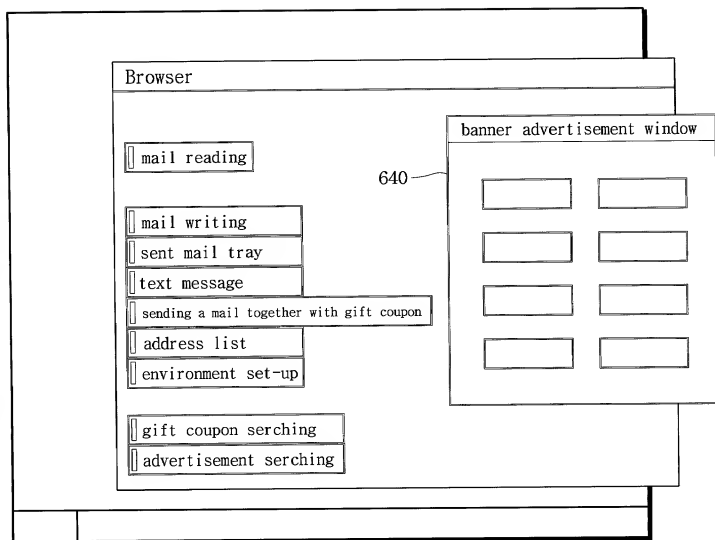 Browser
banner advertisement window
mail reading
640
mail writing
sent mail tray
text message
sending a mail together with gift coupon
address list
environment set-up
gift coupon serching
advertisement serching